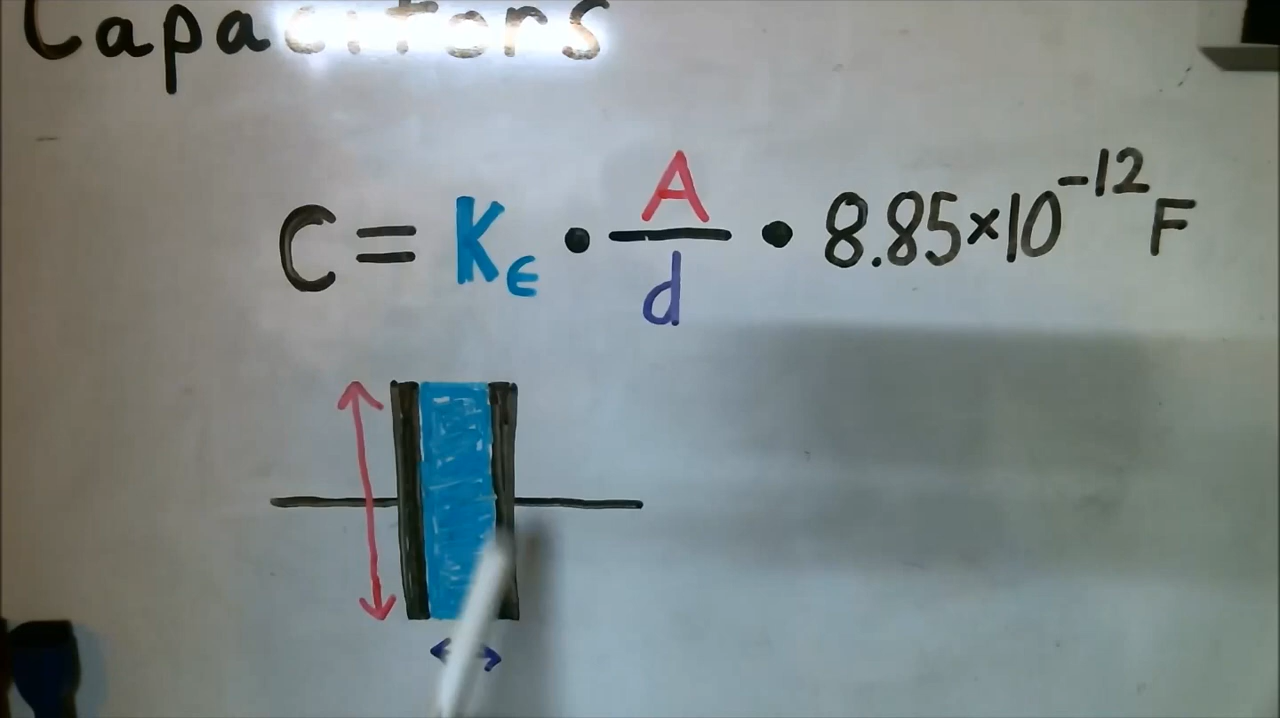 Capacitors
C = Kϵ • A/d • 8.85×10⁻¹² F